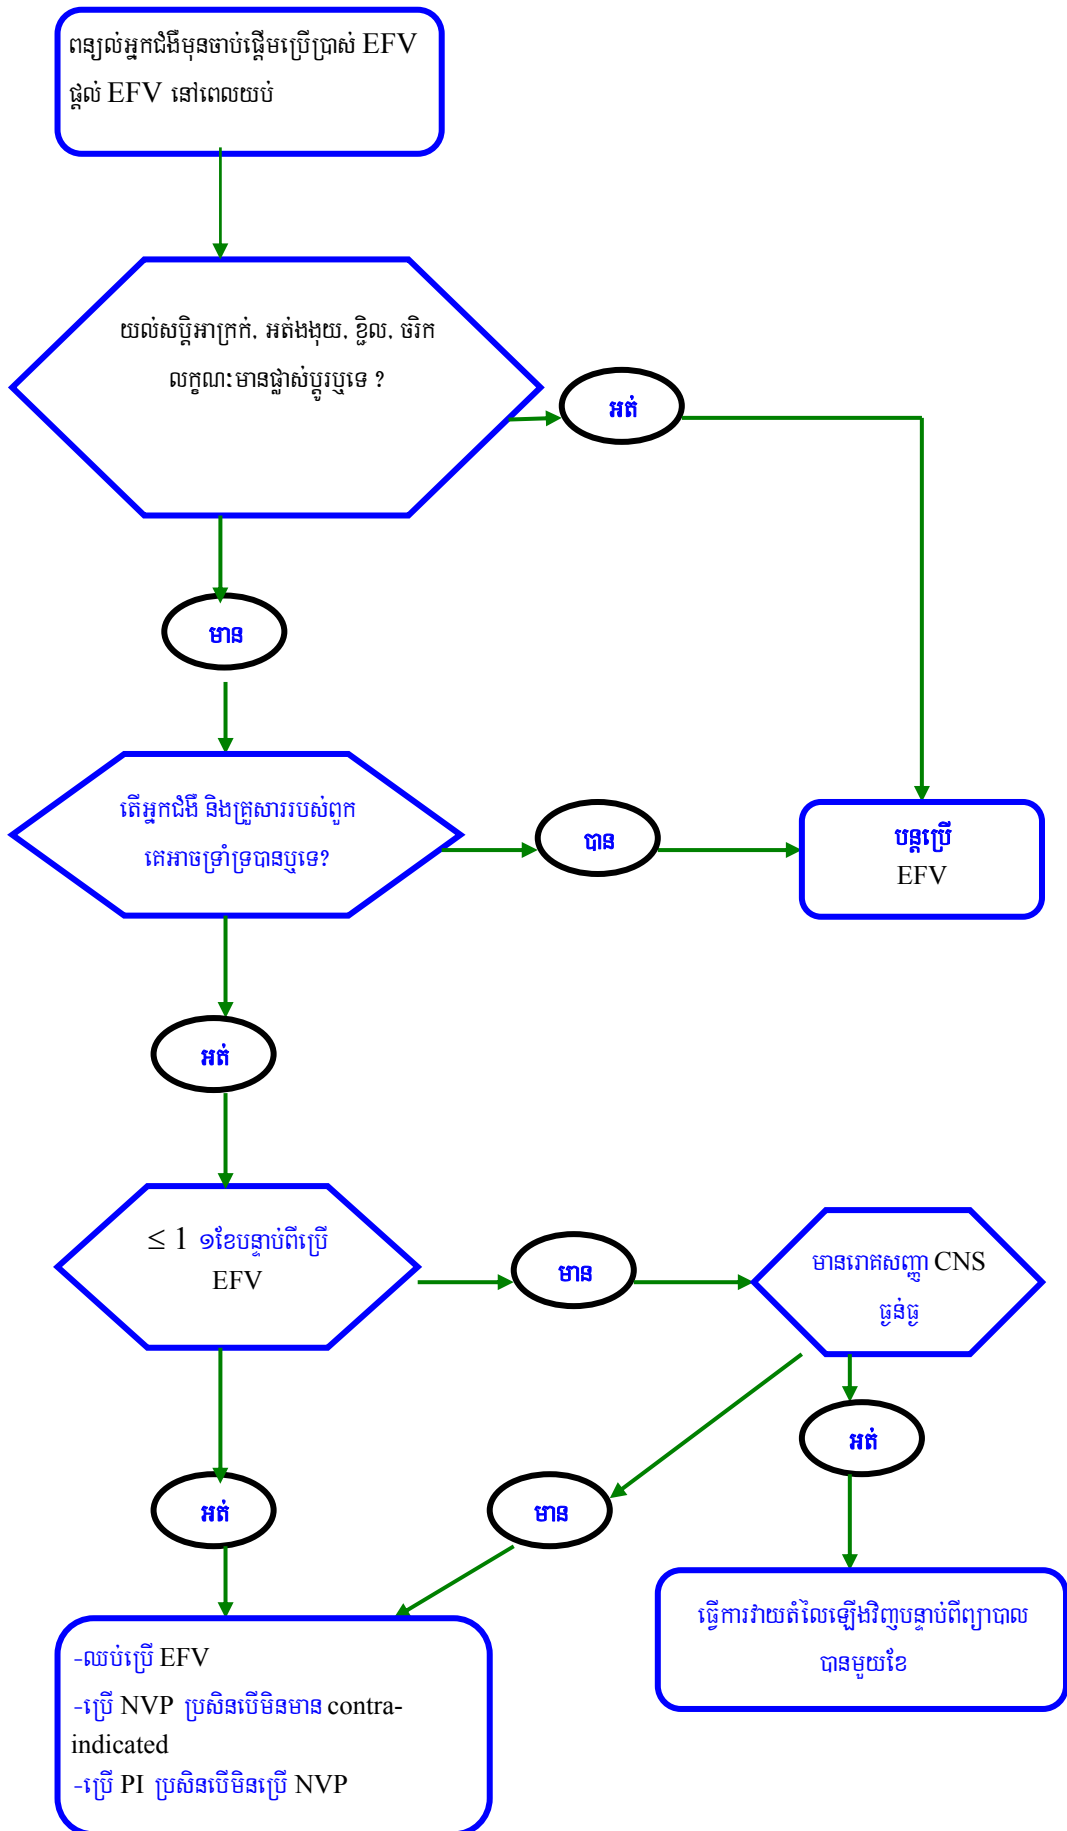 ពន្យល់អ្នកជំងឺមុនចាប់ផ្តើមប្រើប្រាស់ EFV
ផ្តល់ EFV នៅពេលយប់
យល់សប្តិអាក្រក់, អត់ងងុយ, ខ្ជិល, ចរិក
លក្ខណៈមានផ្លាស់ប្តូរឬទេ ?
អត់
មាន
តើអ្នកជំងឺ និងគ្រួសាររបស់ពួក
គេអាចទ្រាំទ្របានឬទេ?
បាន
បន្តប្រើ
EFV
អត់
≤ 1 ១ខែបន្ទាប់ពីប្រើ
EFV
មាន
មានរោគសញ្ញា CNS
ធ្ងន់ធ្ង
អត់
អត់
មាន
ធ្វើការវាយតំលៃឡើងវិញបន្ទាប់ពីព្យាបាល
បានមួយខែ
-ឈប់ប្រើ EFV
-ប្រើ NVP ប្រសិនបើមិនមាន contra-
indicated
-ប្រើ PI ប្រសិនបើមិនប្រើ NVP